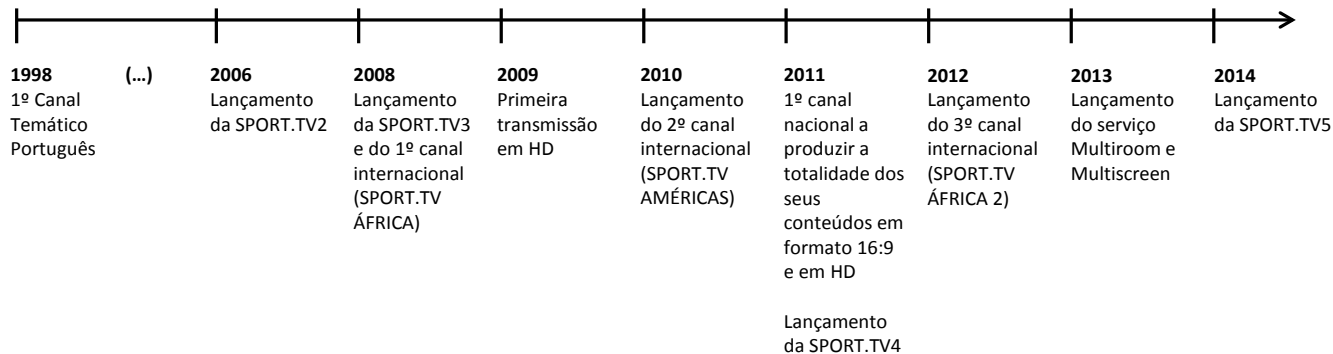 1998
1º Canal
Temático
Português
(...)
2006
Lançamento
da SPORT.TV2
2008
Lançamento
da SPORT.TV3
e do 1º canal
internacional
(SPORT.TV
ÁFRICA)
2009
Primeira
transmissão
em HD
2010
Lançamento
do 2º canal
internacional
(SPORT.TV
AMÉRICAS)
2011
1º canal
nacional a
produzir a
totalidade dos
seus
conteúdos em
formato 16:9
e em HD
Lançamento
da SPORT.TV4
2012
Lançamento
do 3º canal
internacional
(SPORT.TV
ÁFRICA 2)
2013
Lançamento
do serviço
Multiroom e
Multiscreen
2014
Lançamento
da SPORT.TV5